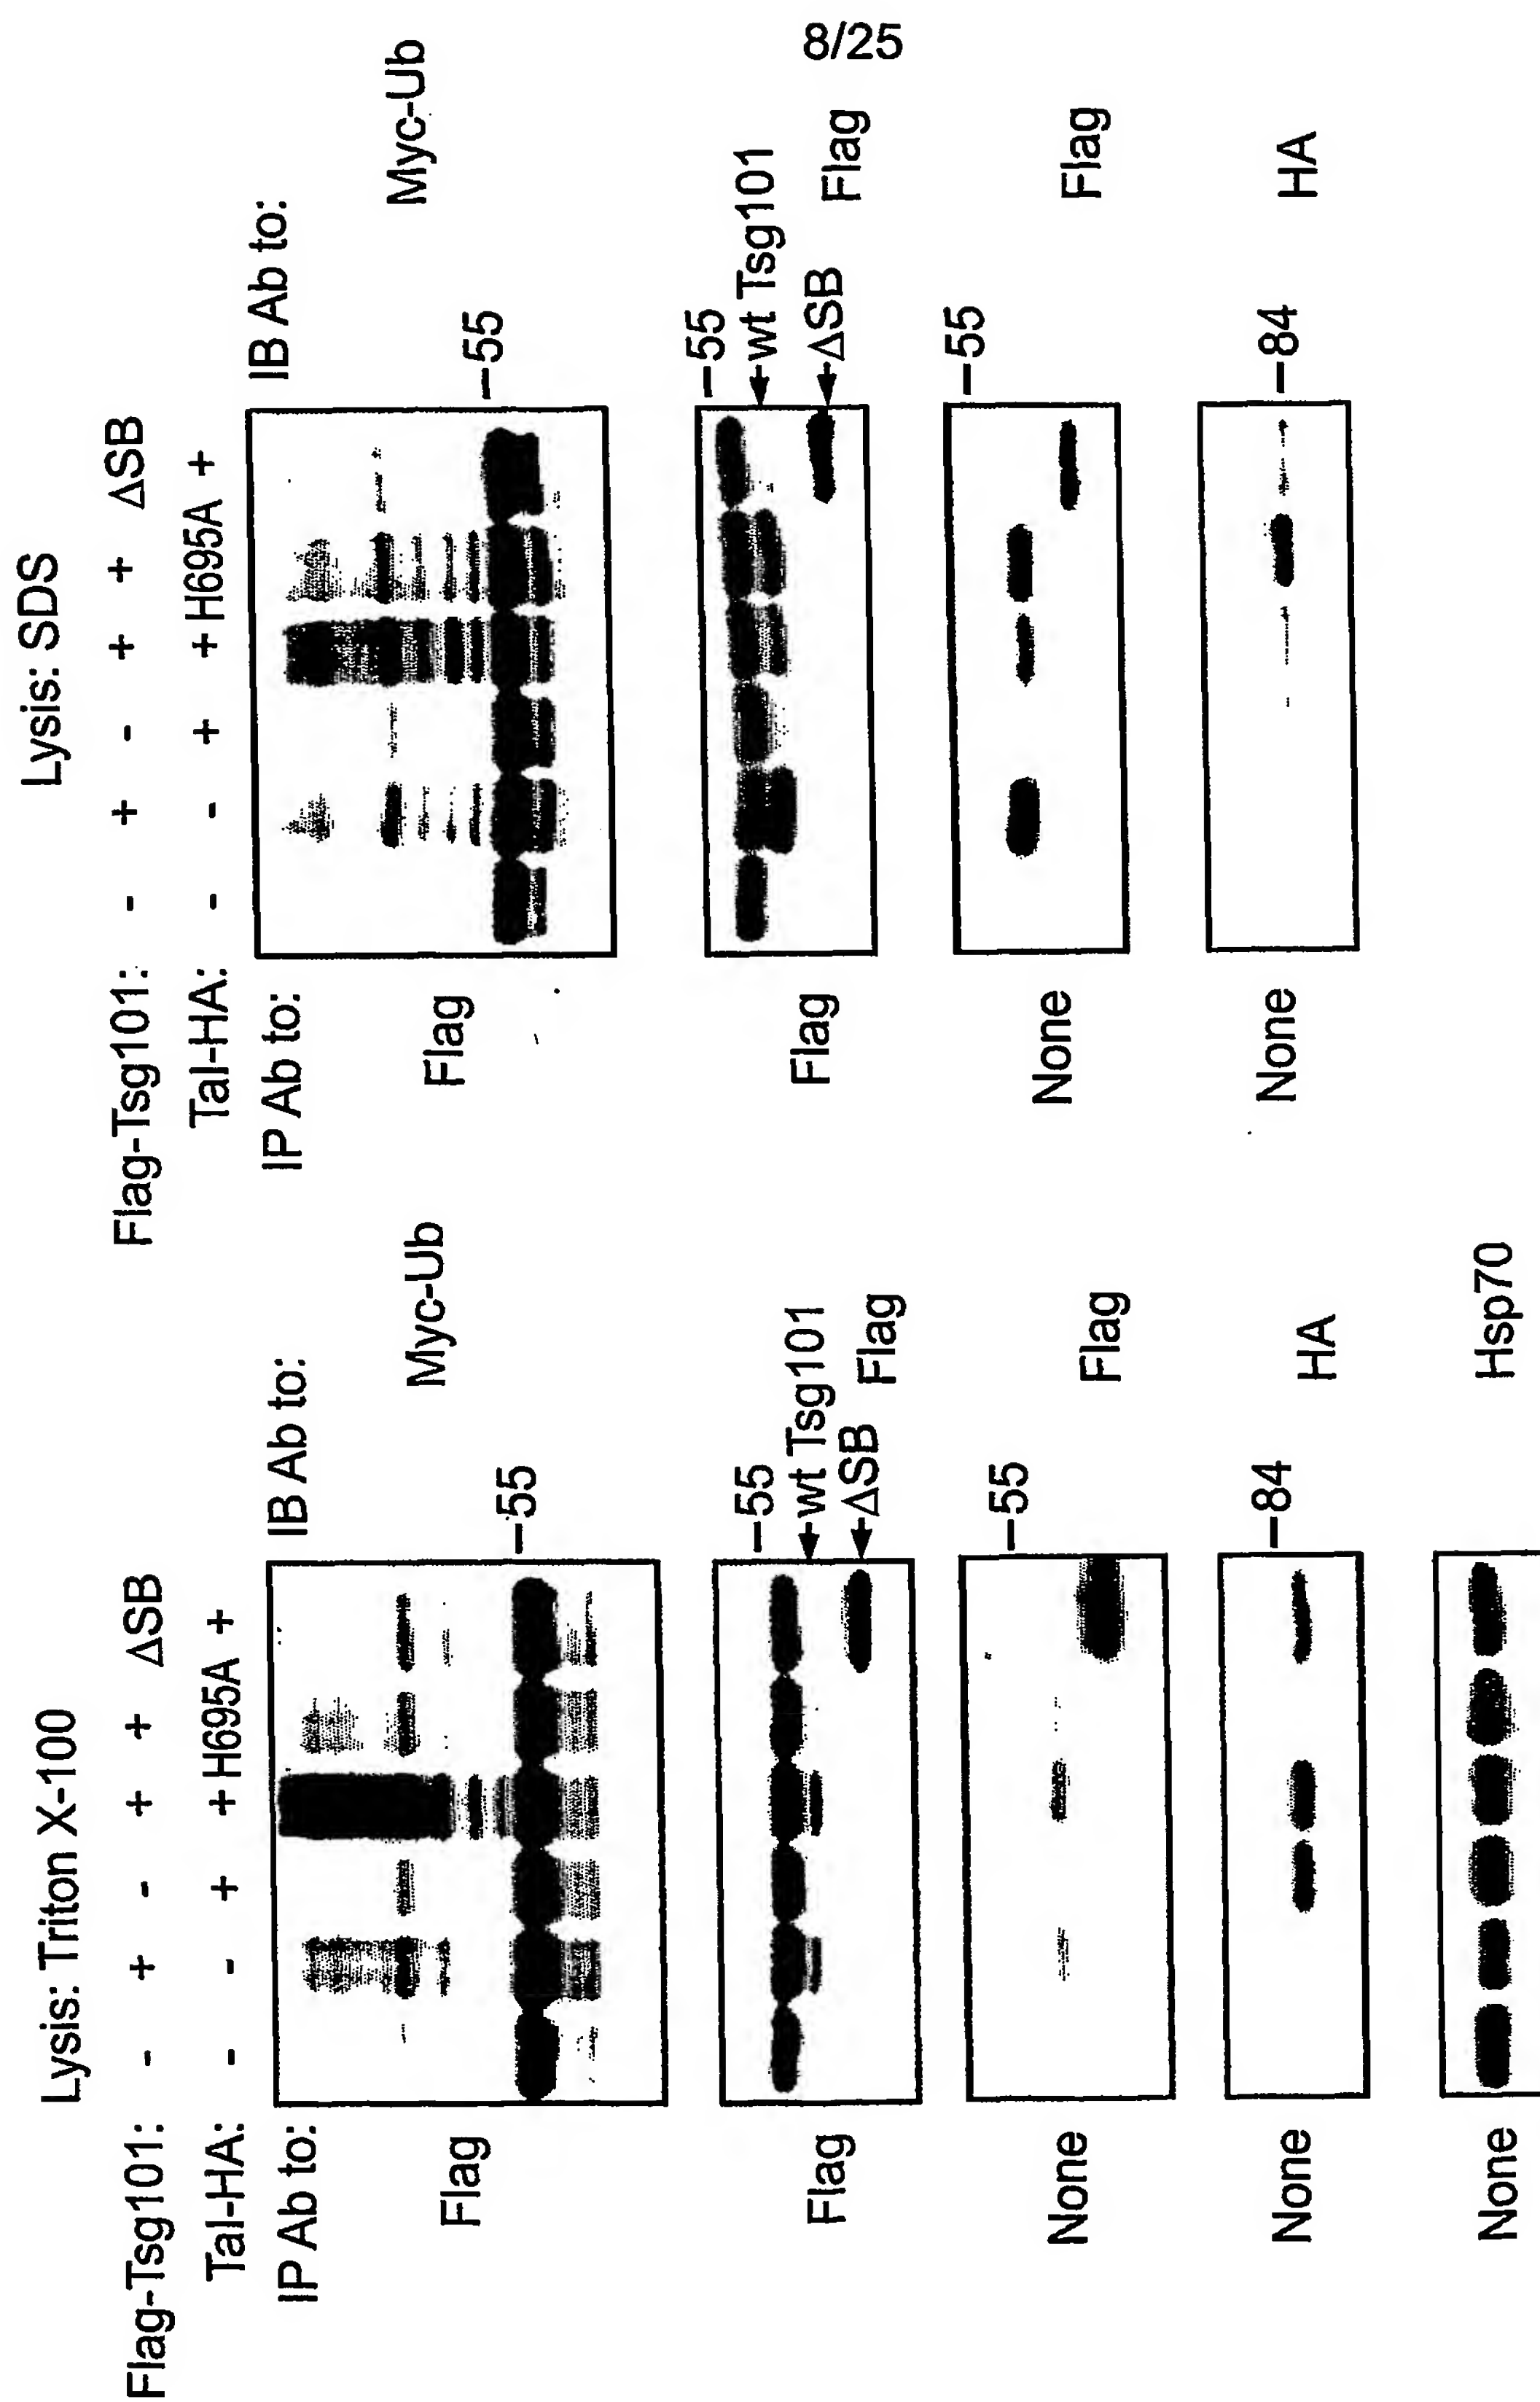 8/25
Lysis: Triton X-100
Flag-Tsg101: - + - + + ΔSB
Tal-HA: - - + + H695A +
IP Ab to: IB Ab to:
Flag Myc-Ub
–55
Flag –55
wt Tsg101
ΔSB Flag
None –55 Flag
None –84 HA
None Hsp70
Lysis: SDS
Flag-Tsg101: - + - + + ΔSB
Tal-HA: - - + + H695A +
IP Ab to: IB Ab to:
Flag Myc-Ub
–55
Flag –55
wt Tsg101
ΔSB Flag
None –55 Flag
None –84 HA